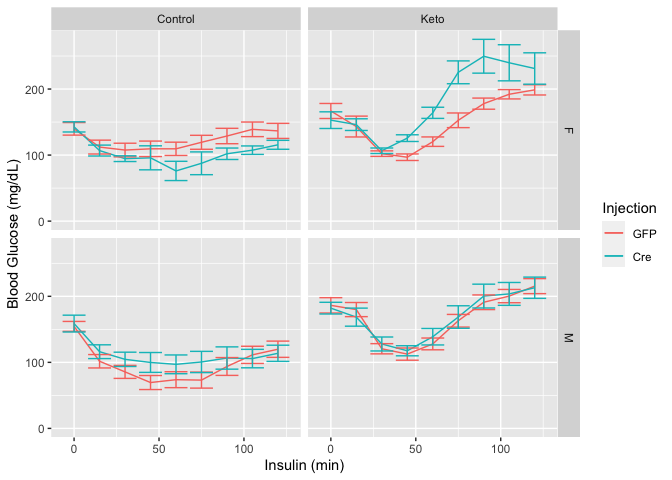 Control
Keto
Blood Glucose (mg/dL)
200
100
0
F
200
100
0
M
0
50
100
0
50
100
Insulin (min)
Injection
GFP
Cre